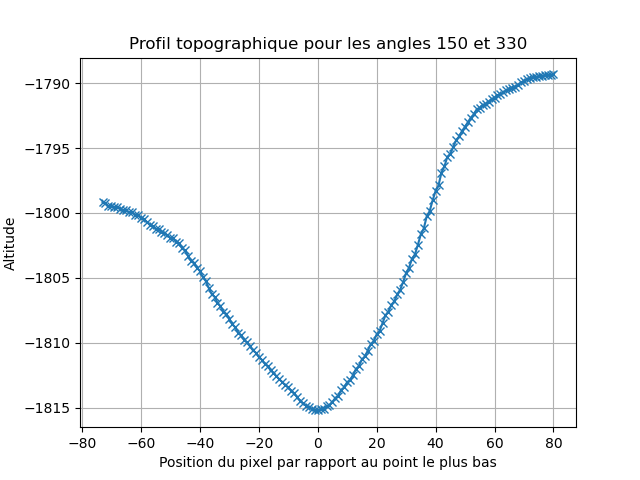 Profil topographique pour les angles 150 et 330
−1790
−1795
−1800
−1805
−1810
−1815
Altitude
−80 −60 −40 −20 0 20 40 60 80
Position du pixel par rapport au point le plus bas